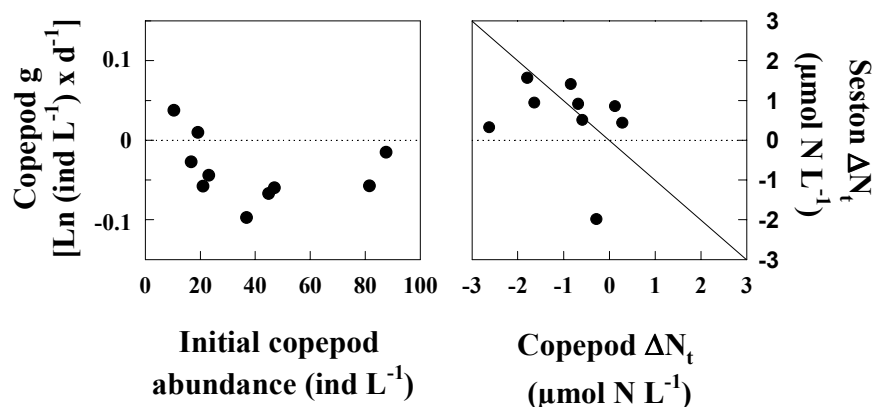 Copepod g
[Ln (ind L-1) x d-1]
0.1
0
-0.1
0 20 40 60 80 100
Initial copepod
abundance (ind L-1)
3
2
1
0
-1
-2
-3
-3 -2 -1 0 1 2 3
Copepod ΔNt
(µmol N L-1)
Seston ΔNt
(µmol N L-1)